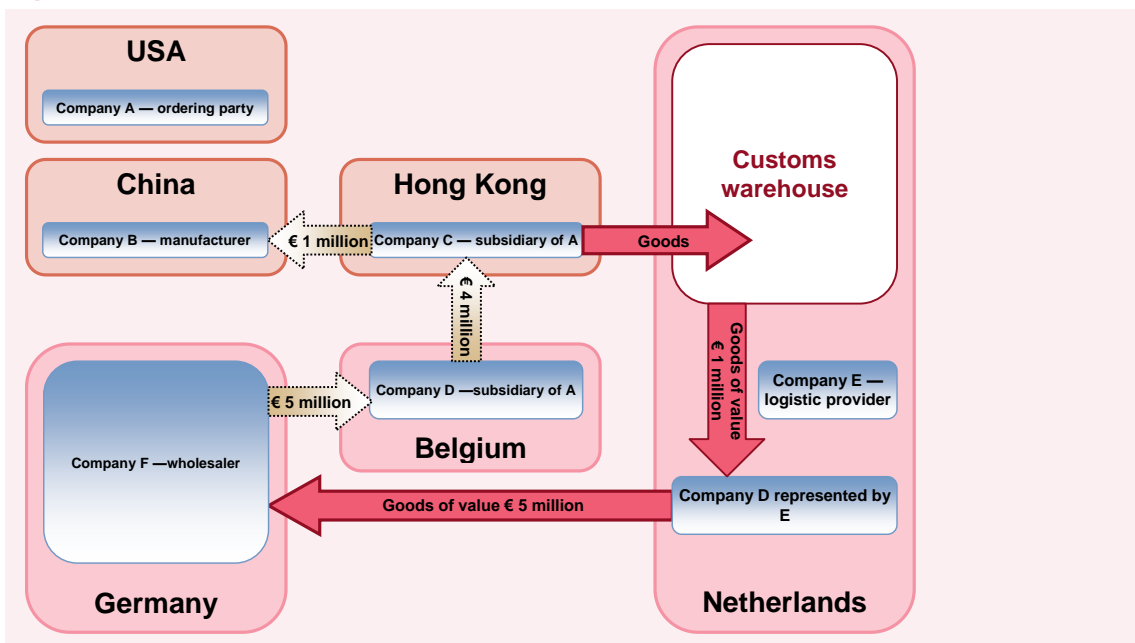 USA
Company A — ordering party
China
Company B — manufacturer
€ 1 million
Hong Kong
Company C — subsidiary of A
Goods
Customs
warehouse
€ 4 million
Goods of value
€ 1 million
Company E —
logistic provider
Company F —wholesaler
€ 5 million
Company D —subsidiary of A
Belgium
Goods of value € 5 million
Company D represented by
E
Germany
Netherlands